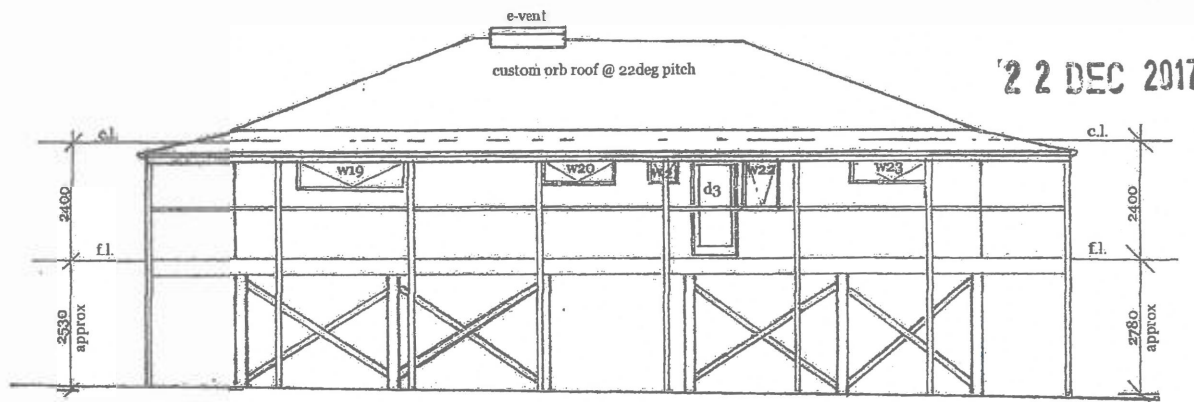 e-vent
custom orb roof @ 22deg pitch
22 DEC 2017
c.l.
c.l.
w19
w20
w22
w23
d3
2400
2400
f.l.
f.l.
2530
approx
2780
approx